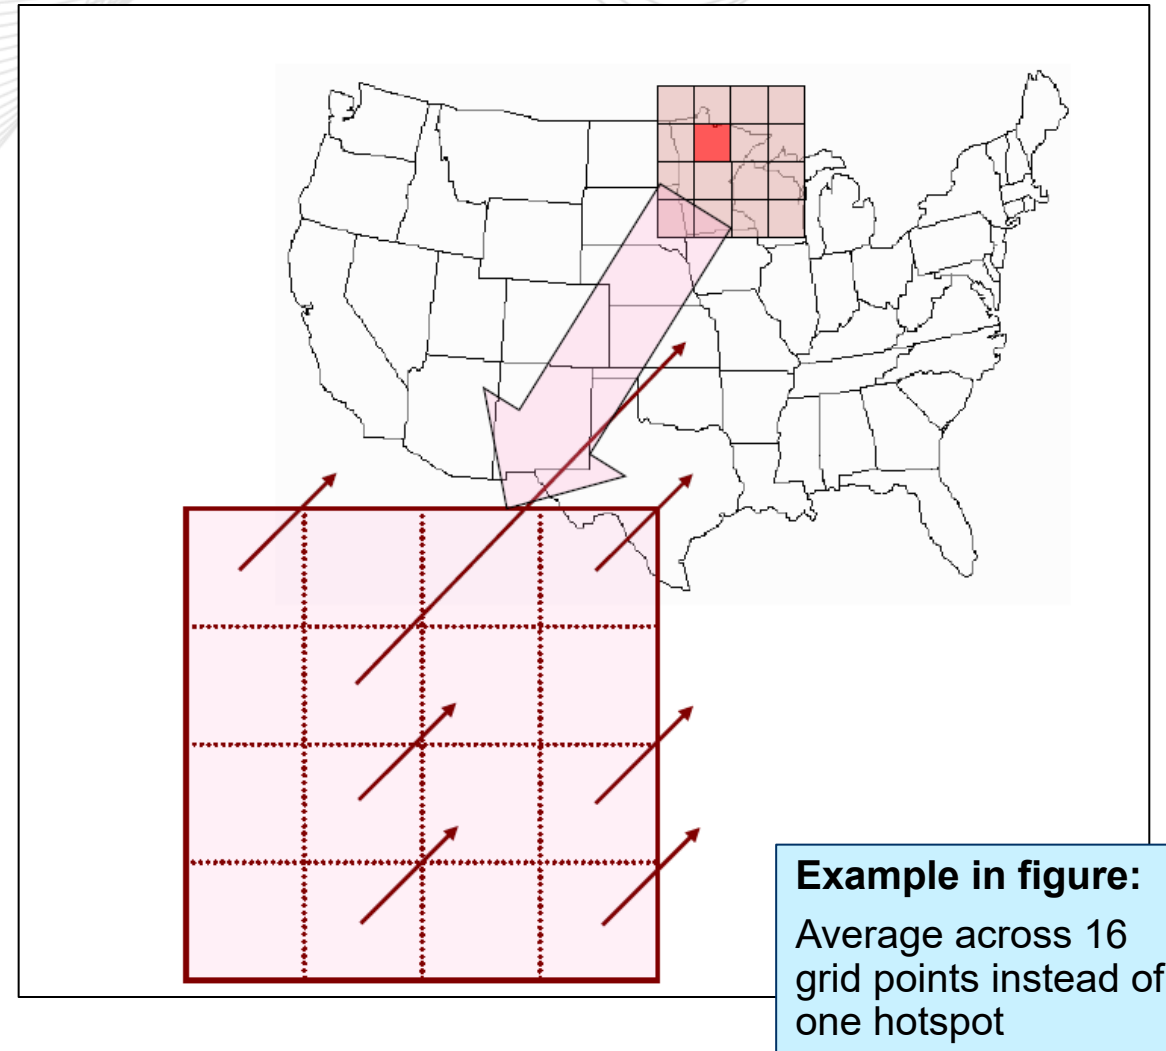 Example in figure:
Average across 16
grid points instead of
one hotspot